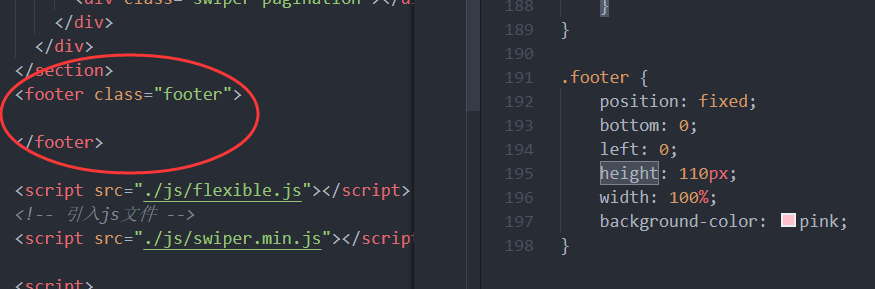 <div class="swiper-pagination"></di
</div>
</div>
</section>
<footer class="footer">
</footer>
<script src="./js/flexible.js"></script>
<!-- 引入js文件 -->
<script src="./js/swiper.min.js"></script
<script>
188 }
189 }
190
191 .footer {
192 position: fixed;
193 bottom: 0;
194 left: 0;
195 height: 110px;
196 width: 100%;
197 background-color: pink;
198 }